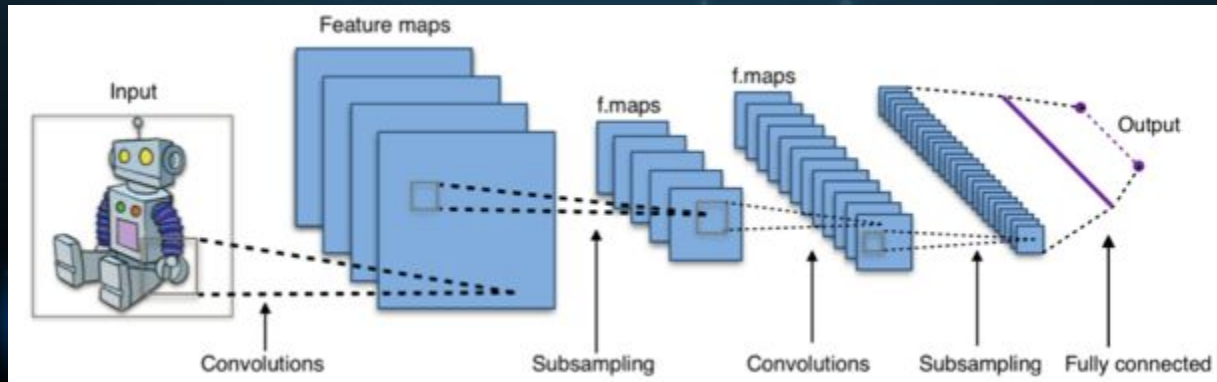 Feature maps
f.maps
Input
f.maps
Output
Convolutions
Subsampling
Convolutions
Subsampling
Fully connected